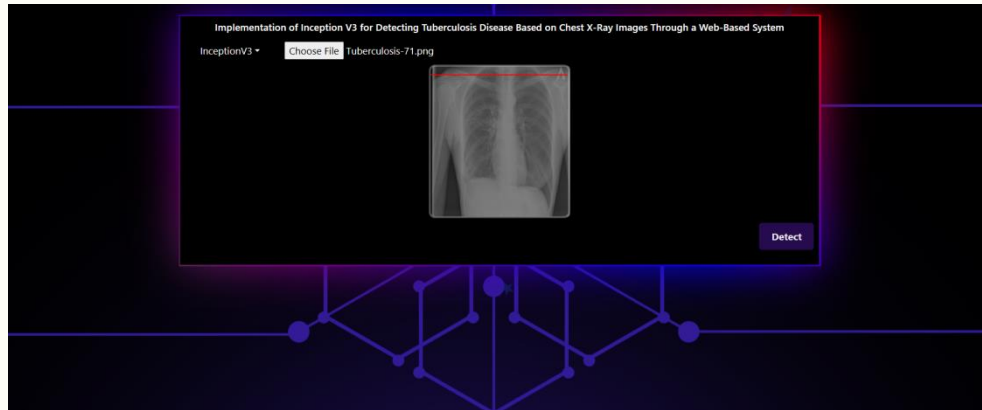 Implementation of Inception V3 for Detecting Tuberculosis Disease Based on Chest X-Ray Images Through a Web-Based System
InceptionV3 Choose File Tuberculosis-71.png
Detect